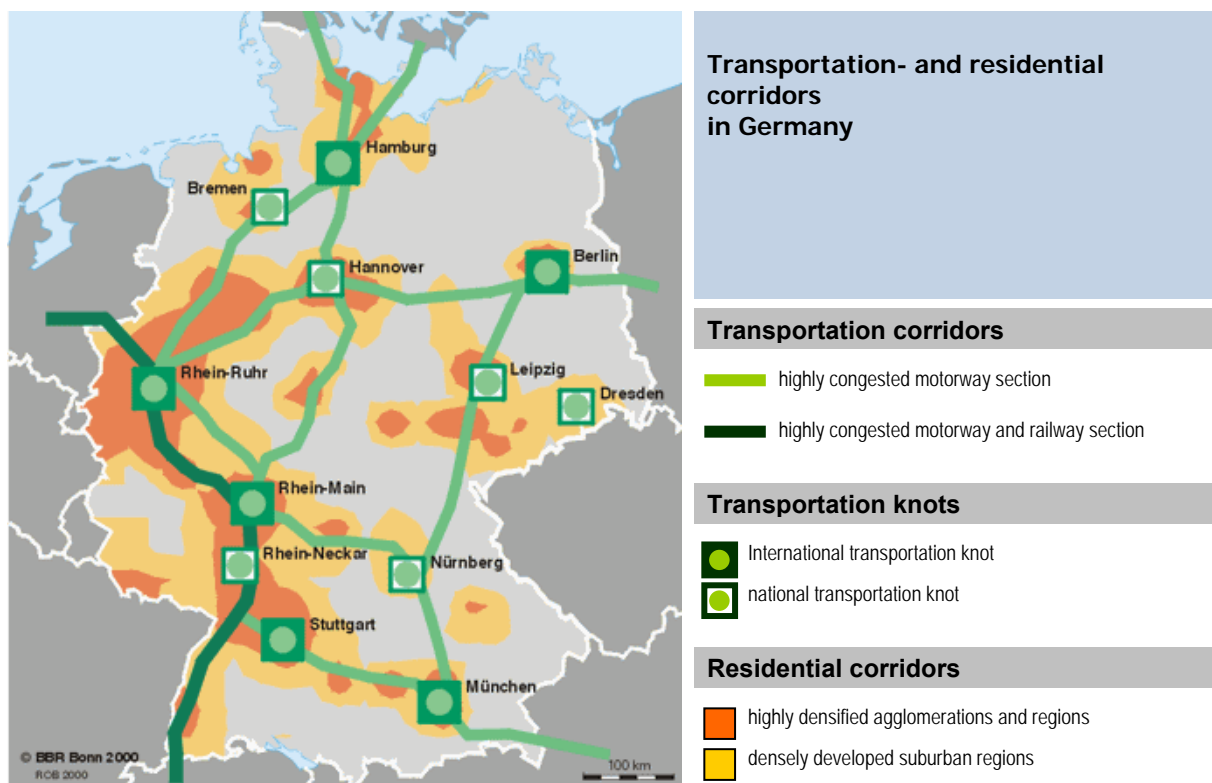 Hamburg
Bremen
Hannover
Berlin
Rhein-Ruhr
Leipzig
Dresden
Rhein-Main
Rhein-Neckar
Nürnberg
Stuttgart
München
© BBR Bonn 2000
ROB 2000
100 km
Transportation- and residential
corridors
in Germany
Transportation corridors
highly congested motorway section
highly congested motorway and railway section
Transportation knots
International transportation knot
national transportation knot
Residential corridors
highly densified agglomerations and regions
densely developed suburban regions